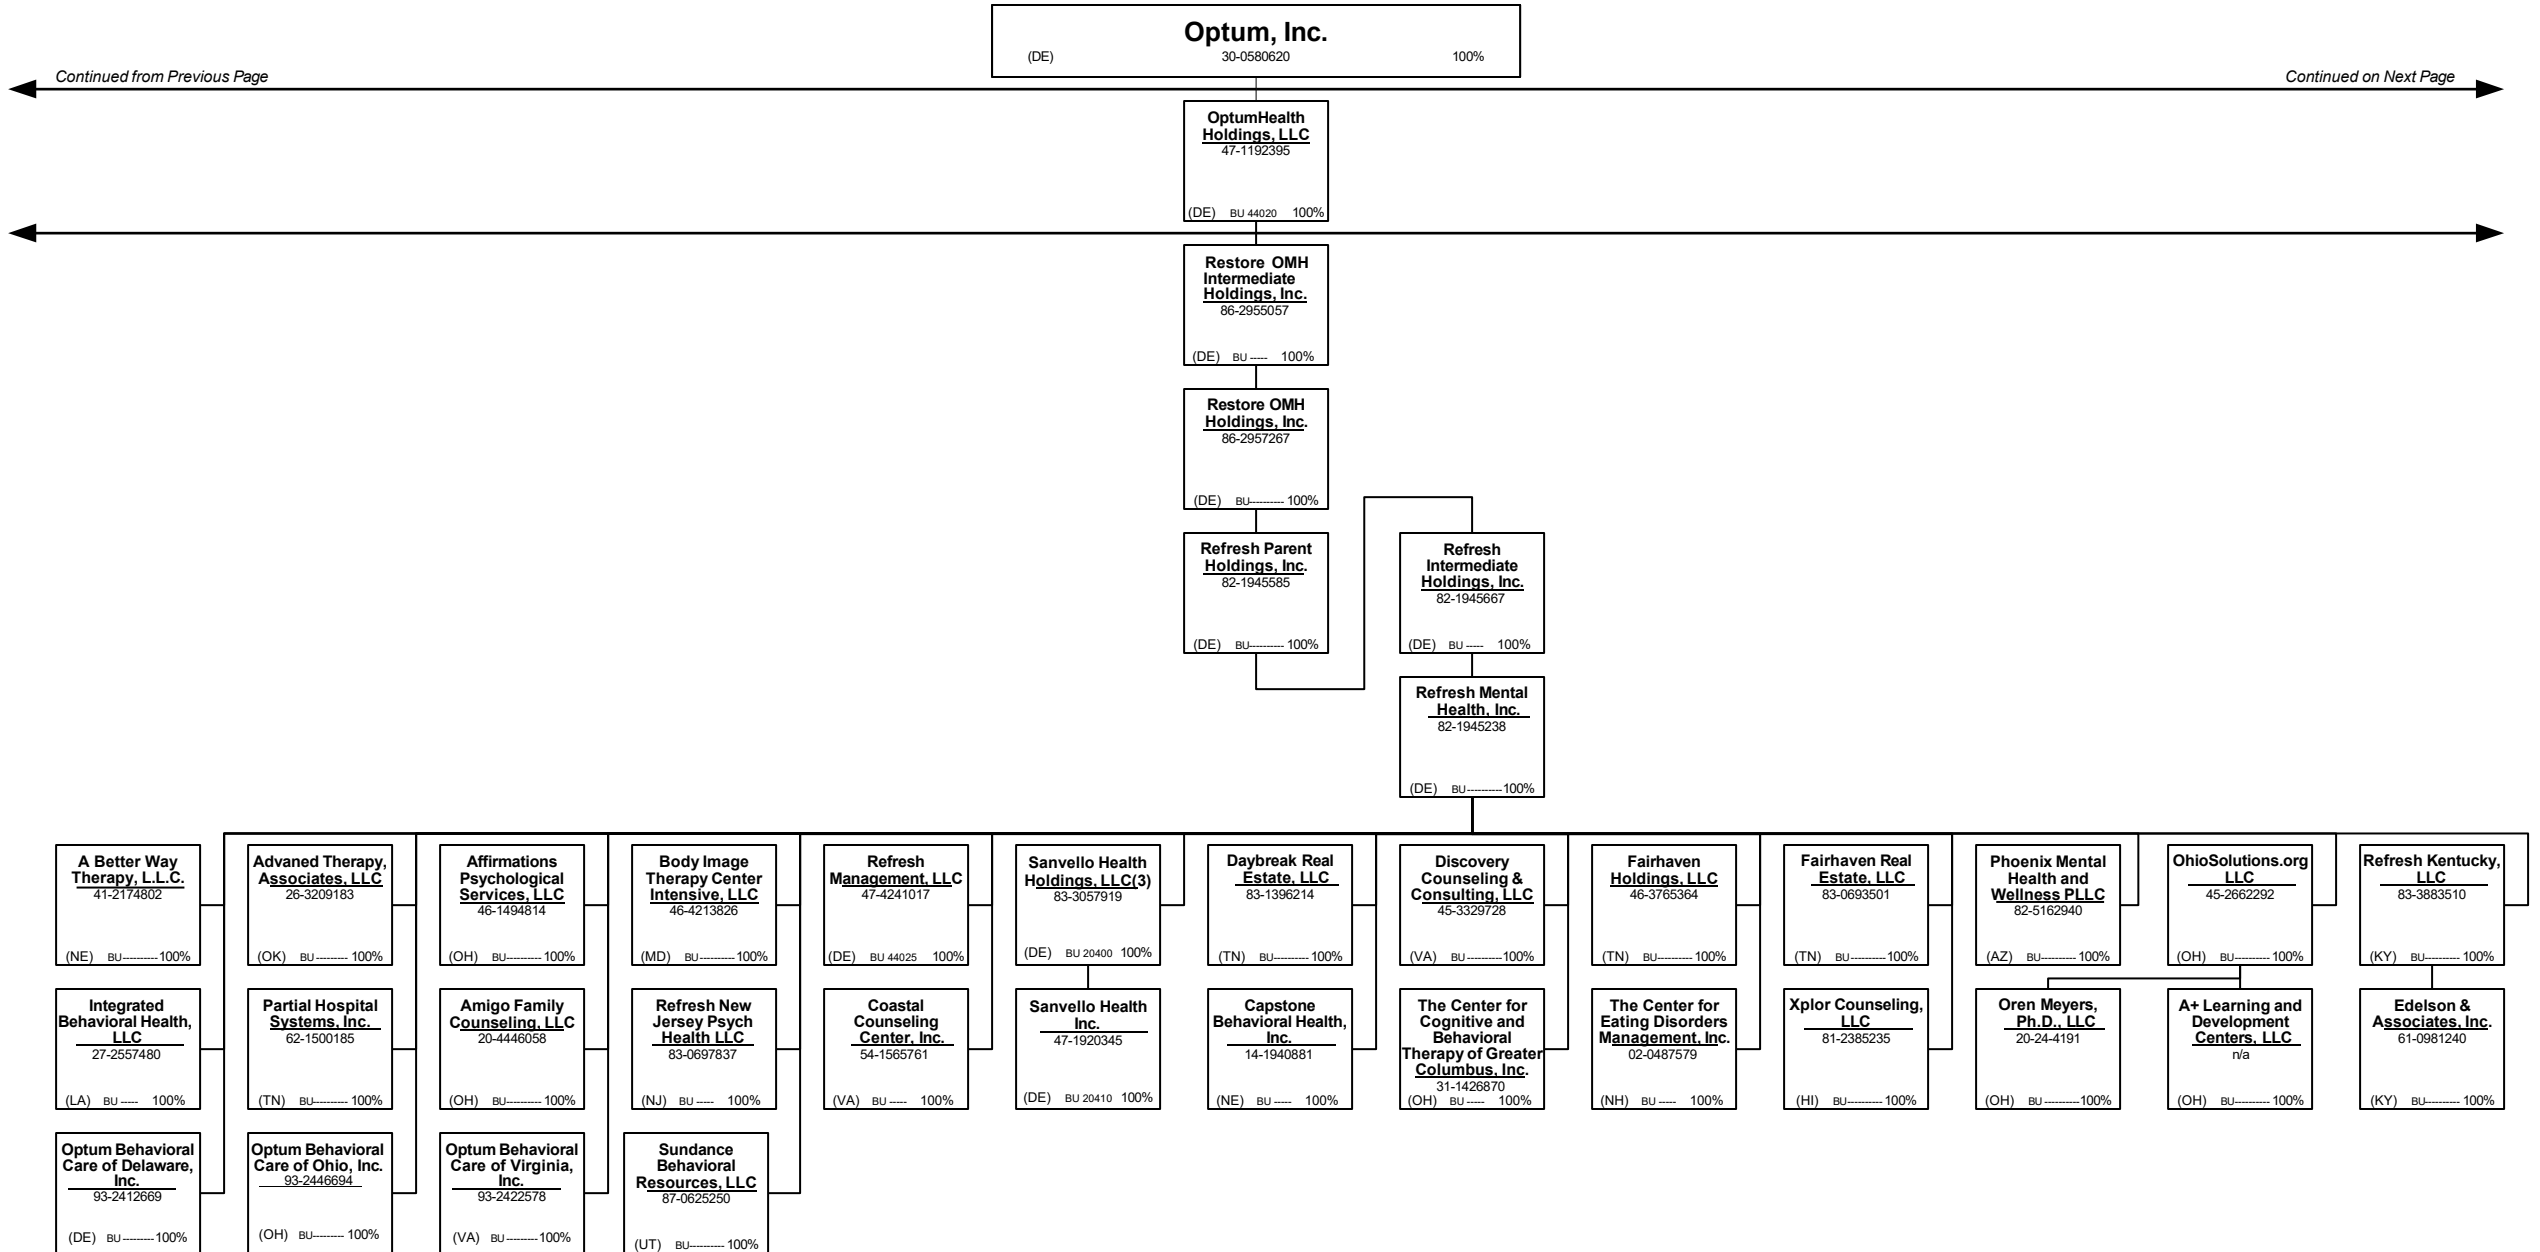 Optum, Inc.
(DE) 30-0580620 100%
Continued from Previous Page
Continued on Next Page
OptumHealth
Holdings, LLC
47-1192395
(DE) BU 44020 100%
Restore OMH
Intermediate
Holdings, Inc.
86-2955057
(DE) BU ----- 100%
Restore OMH
Holdings, Inc.
86-2957267
(DE) BU---------- 100%
Refresh Parent
Holdings, Inc.
82-1945585
(DE) BU---------- 100%
Refresh
Intermediate
Holdings, Inc.
82-1945667
(DE) BU ----- 100%
Refresh Mental
Health, Inc.
82-1945238
(DE) BU----------100%
A Better Way
Therapy, L.L.C.
41-2174802
(NE) BU----------100%
Advaned Therapy,
Associates, LLC
26-3209183
(OK) BU--------- 100%
Affirmations
Psychological
Services, LLC
46-1494814
(OH) BU---------- 100%
Body Image
Therapy Center
Intensive, LLC
46-4213826
(MD) BU----------100%
Refresh
Management, LLC
47-4241017
(DE) BU 44025 100%
Sanvello Health
Holdings, LLC(3)
83-3057919
(DE) BU 20400 100%
Daybreak Real
Estate, LLC
83-1396214
(TN) BU---------- 100%
Discovery
Counseling &
Consulting, LLC
45-3329728
(VA) BU ---------100%
Fairhaven
Holdings, LLC
46-3765364
(TN) BU---------- 100%
Fairhaven Real
Estate, LLC
83-0693501
(TN) BU---------- 100%
Phoenix Mental
Health and
Wellness PLLC
82-5162940
(AZ) BU---------- 100%
OhioSolutions.org
LLC
45-2662292
(OH) BU---------- 100%
Refresh Kentucky,
LLC
83-3883510
(KY) BU---------- 100%
Integrated
Behavioral Health,
LLC
27-2557480
(LA) BU ----- 100%
Partial Hospital
Systems, Inc.
62-1500185
(TN) BU---------- 100%
Amigo Family
Counseling, LLC
20-4446058
(OH) BU---------- 100%
Refresh New
Jersey Psych
Health LLC
83-0697837
(NJ) BU ----- 100%
Coastal
Counseling
Center, Inc.
54-1565761
(VA) BU ----- 100%
Sanvello Health
Inc.
47-1920345
(DE) BU 20410 100%
Capstone
Behavioral Health,
Inc.
14-1940881
(NE) BU ----- 100%
The Center for
Cognitive and
Behavioral
Therapy of Greater
Columbus, Inc.
31-1426870
(OH) BU ----- 100%
The Center for
Eating Disorders
Management, Inc.
02-0487579
(NH) BU ----- 100%
Xplor Counseling,
LLC
81-2385235
(HI) BU---------- 100%
Oren Meyers,
Ph.D., LLC
20-24-4191
(OH) BU ----------100%
A+ Learning and
Development
Centers, LLC
n/a
(OH) BU---------- 100%
Edelson &
Associates, Inc.
61-0981240
(KY) BU---------- 100%
Optum Behavioral
Care of Delaware,
Inc.
93-2412669
(DE) BU ---------100%
Optum Behavioral
Care of Ohio, Inc.
93-2446694
(OH) BU--------- 100%
Optum Behavioral
Care of Virginia,
Inc.
93-2422578
(VA) BU ---------100%
Sundance
Behavioral
Resources, LLC
87-0625250
(UT) BU---------- 100%